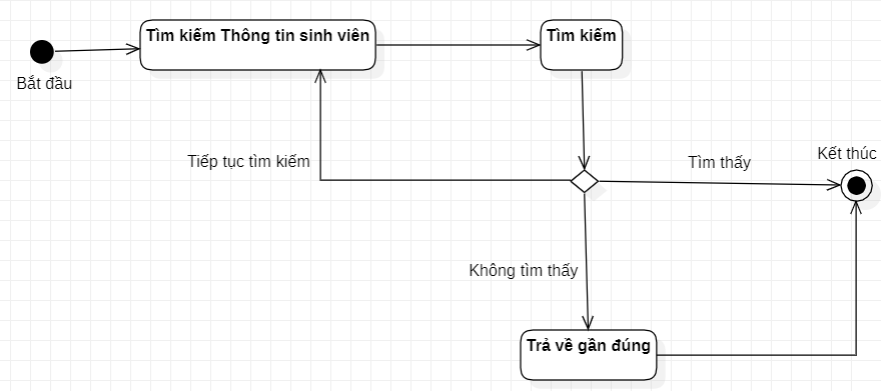 Tìm kiếm Thông tin sinh viên
Tìm kiếm
Bắt đầu
Tiếp tục tìm kiếm
Tìm thấy
Kết thúc
Không tìm thấy
Trả về gần đúng